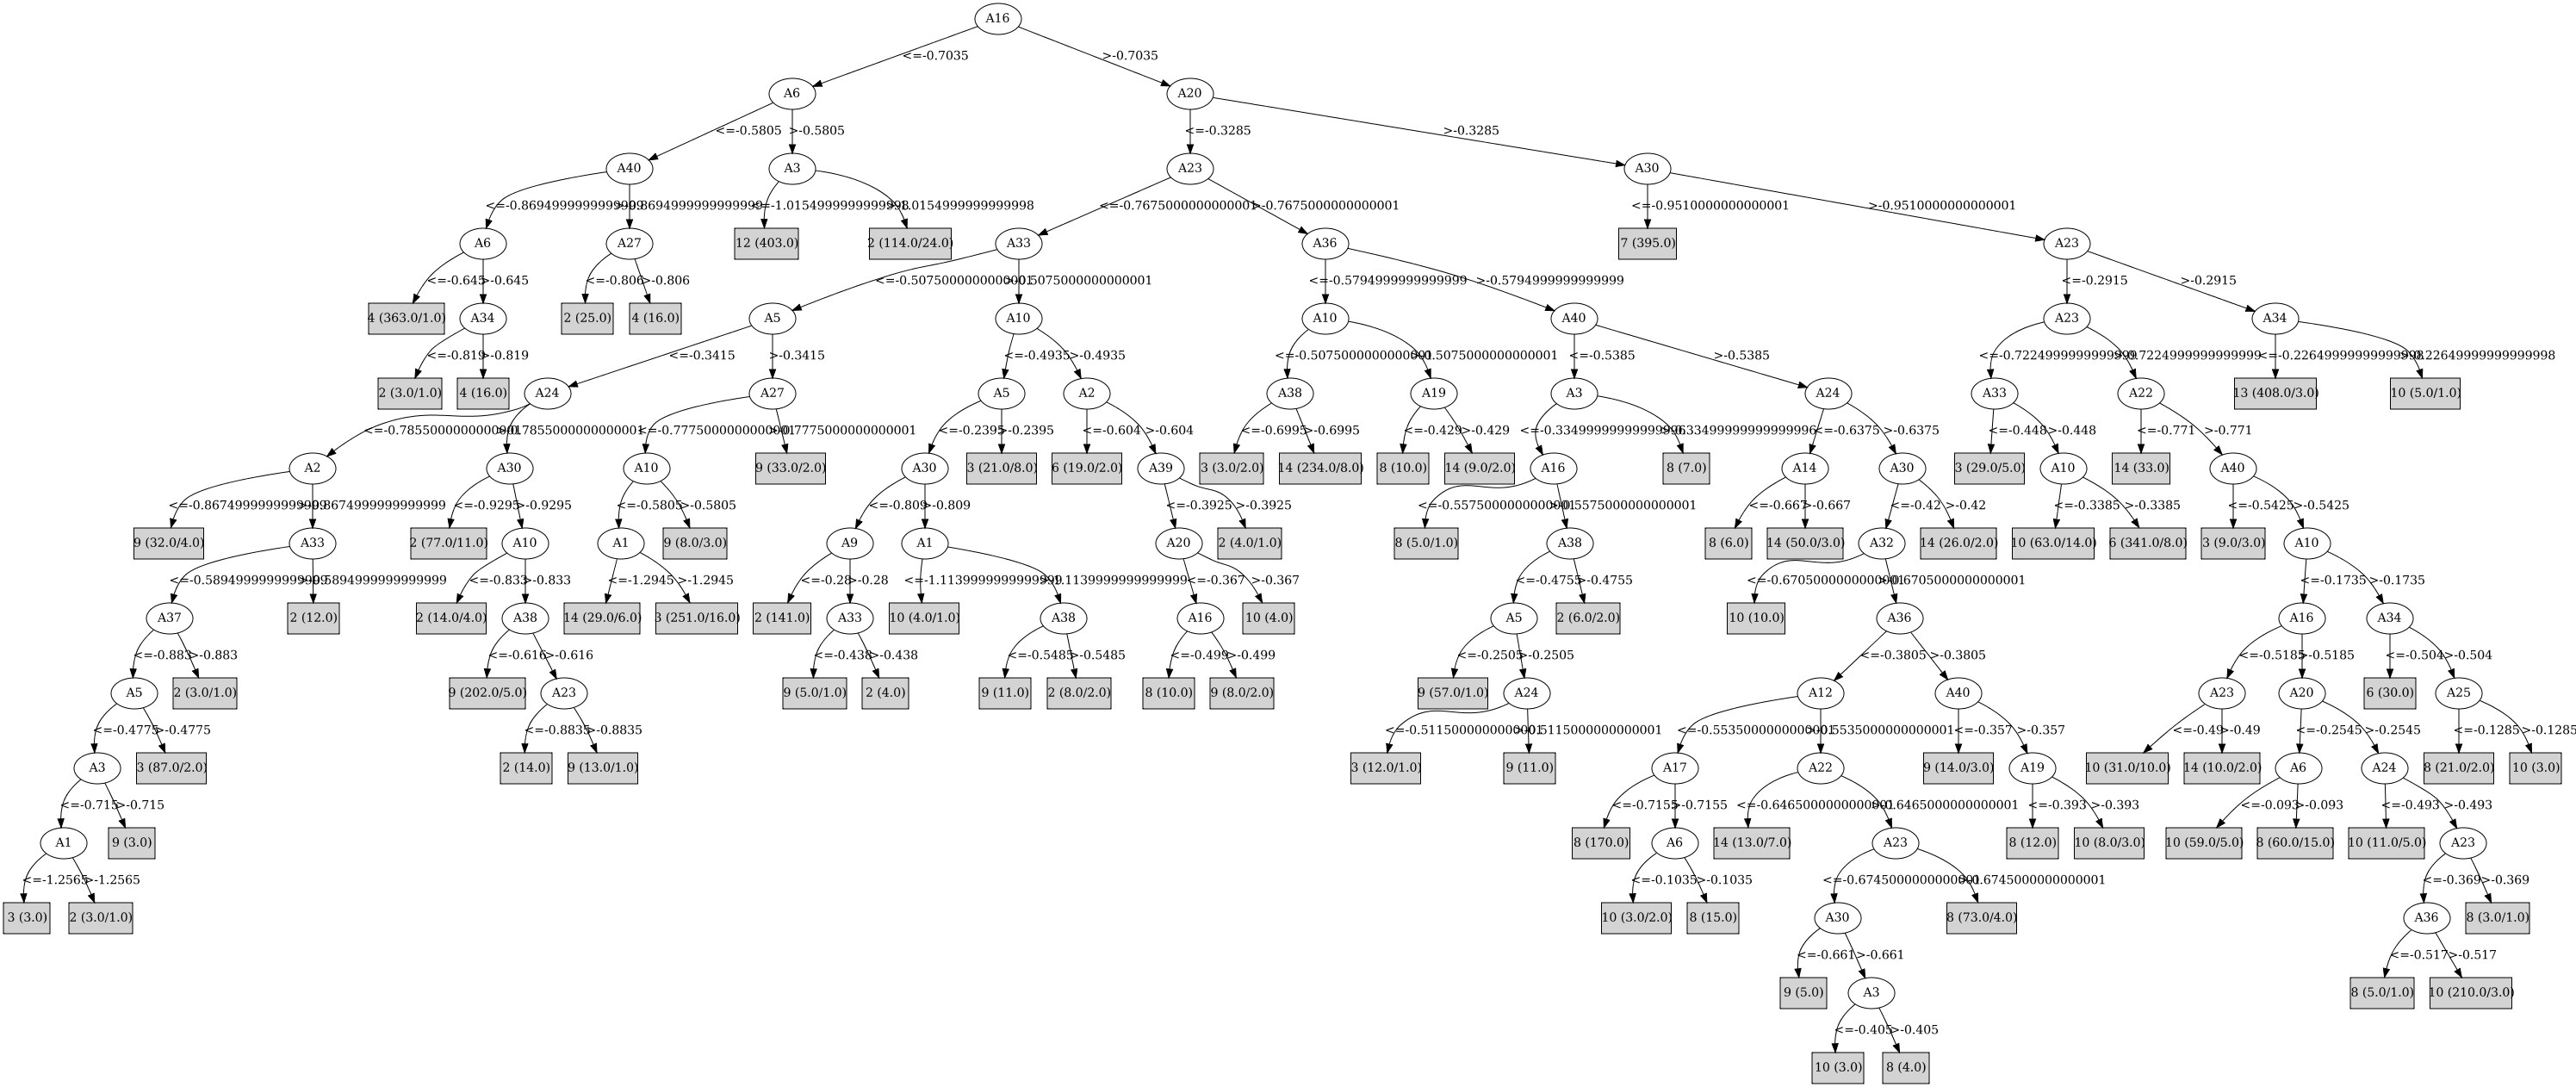 A16
<=-0.7035 >-0.7035
A6 A20
<=-0.5805 >-0.5805 <=-0.3285 >-0.3285
A40 A3 A23 A30
<=-0.8694999999999999 >-0.8694999999999999 <=-1.0154999999999998 >-1.0154999999999998 <=-0.7675000000000001 >-0.7675000000000001 <=-0.9510000000000001 >-0.9510000000000001
A6 A27 12 (403.0) 2 (114.0/24.0) A33 A36 7 (395.0) A23
<=-0.645 >-0.645 <=-0.806 >-0.806 <=-0.5075000000000001 >-0.5075000000000001 <=-0.5794999999999999 >-0.5794999999999999 <=-0.2915 >-0.2915
4 (363.0/1.0) A34 2 (25.0) 4 (16.0) A5 A10 A10 A40 A23 A34
<=-0.819 >-0.819 <=-0.3415 >-0.3415 <=-0.4935 >-0.4935 <=-0.5075000000000001 >-0.5075000000000001 <=-0.5385 >-0.5385 <=-0.7224999999999999 >-0.7224999999999999 <=-0.22649999999999998 >-0.22649999999999998
2 (3.0/1.0) 4 (16.0) A24 A27 A5 A2 A38 A19 A3 A24 A33 A22 13 (408.0/3.0) 10 (5.0/1.0)
<=-0.7855000000000001 >-0.7855000000000001 <=-0.7775000000000001 >-0.7775000000000001 <=-0.2395 >-0.2395 <=-0.604 >-0.604 <=-0.6995 >-0.6995 <=-0.429 >-0.429 <=-0.33499999999999996 >-0.33499999999999996 <=-0.6375 >-0.6375 <=-0.448 >-0.448 <=-0.771 >-0.771
A2 A30 A10 9 (33.0/2.0) A30 3 (21.0/8.0) 6 (19.0/2.0) A39 3 (3.0/2.0) 14 (234.0/8.0) 8 (10.0) 14 (9.0/2.0) A16 8 (7.0) A14 A30 3 (29.0/5.0) A10 14 (33.0) A40
<=-0.8674999999999999 >-0.8674999999999999 <=-0.9295 >-0.9295 <=-0.5805 >-0.5805 <=-0.809 >-0.809 <=-0.3925 >-0.3925 <=-0.5575000000000001 >-0.5575000000000001 <=-0.667 >-0.667 <=-0.42 >-0.42 <=-0.3385 >-0.3385 <=-0.5425 >-0.5425
9 (32.0/4.0) A33 2 (77.0/11.0) A10 A1 9 (8.0/3.0) A9 A1 A20 2 (4.0/1.0) 8 (5.0/1.0) A38 8 (6.0) 14 (50.0/3.0) A32 14 (26.0/2.0) 10 (63.0/14.0) 6 (341.0/8.0) 3 (9.0/3.0) A10
<=-0.5894999999999999 >-0.5894999999999999 <=-0.833 >-0.833 <=-1.2945 >-1.2945 <=-0.28 >-0.28 <=-1.1139999999999999 >-1.1139999999999999 <=-0.367 >-0.367 <=-0.4755 >-0.4755 <=-0.6705000000000001 >-0.6705000000000001 <=-0.1735 >-0.1735
A37 2 (12.0) 2 (14.0/4.0) A38 14 (29.0/6.0) 3 (251.0/16.0) 2 (141.0) A33 10 (4.0/1.0) A38 A16 10 (4.0) A5 2 (6.0/2.0) 10 (10.0) A36 A16 A34
<=-0.883 >-0.883 <=-0.616 >-0.616 <=-0.438 >-0.438 <=-0.5485 >-0.5485 <=-0.499 >-0.499 <=-0.2505 >-0.2505 <=-0.3805 >-0.3805 <=-0.5185 >-0.5185 <=-0.504 >-0.504
A5 2 (3.0/1.0) 9 (202.0/5.0) A23 9 (5.0/1.0) 2 (4.0) 9 (11.0) 2 (8.0/2.0) 8 (10.0) 9 (8.0/2.0) 9 (57.0/1.0) A24 A12 A40 A23 A20 6 (30.0) A25
<=-0.4775 >-0.4775 <=-0.8835 >-0.8835 <=-0.5115000000000001 >-0.5115000000000001 <=-0.5535000000000001 >-0.5535000000000001 <=-0.357 >-0.357 <=-0.49 >-0.49 <=-0.2545 >-0.2545 <=-0.1285 >-0.1285
A3 3 (87.0/2.0) 2 (14.0) 9 (13.0/1.0) 3 (12.0/1.0) 9 (11.0) A17 A22 9 (14.0/3.0) A19 10 (31.0/10.0) 14 (10.0/2.0) A6 A24 8 (21.0/2.0) 10 (3.0)
<=-0.715 >-0.715 <=-0.7155 >-0.7155 <=-0.6465000000000001 >-0.6465000000000001 <=-0.393 >-0.393 <=-0.093 >-0.093 <=-0.493 >-0.493
A1 9 (3.0) 8 (170.0) A6 14 (13.0/7.0) A23 8 (12.0) 10 (8.0/3.0) 10 (59.0/5.0) 8 (60.0/15.0) 10 (11.0/5.0) A23
<=-1.2565 >-1.2565 <=-0.1035 >-0.1035 <=-0.6745000000000001 >-0.6745000000000001 <=-0.369 >-0.369
3 (3.0) 2 (3.0/1.0) 10 (3.0/2.0) 8 (15.0) A30 8 (73.0/4.0) A36 8 (3.0/1.0)
<=-0.661 >-0.661 <=-0.517 >-0.517
9 (5.0) A3 8 (5.0/1.0) 10 (210.0/3.0)
<=-0.405 >-0.405
10 (3.0) 8 (4.0)